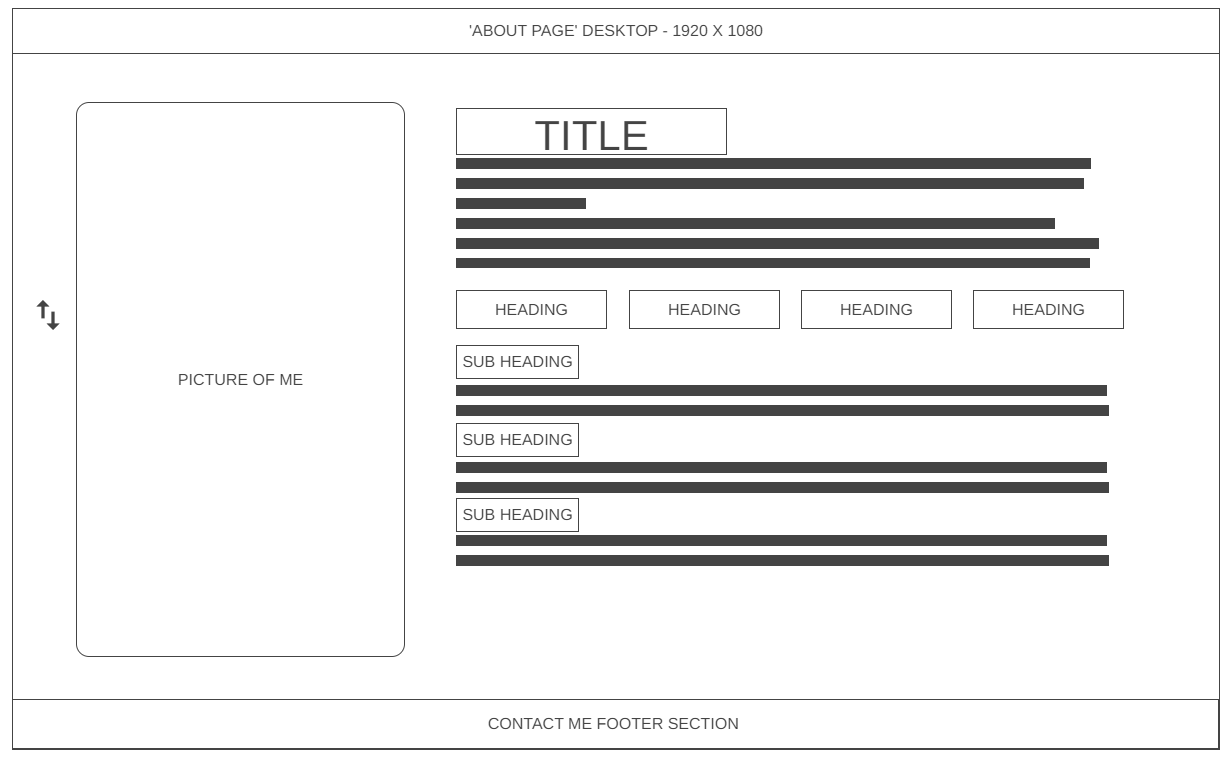 'ABOUT PAGE' DESKTOP - 1920 X 1080
TITLE
HEADING
HEADING
HEADING
HEADING
SUB HEADING
PICTURE OF ME
SUB HEADING
SUB HEADING
CONTACT ME FOOTER SECTION